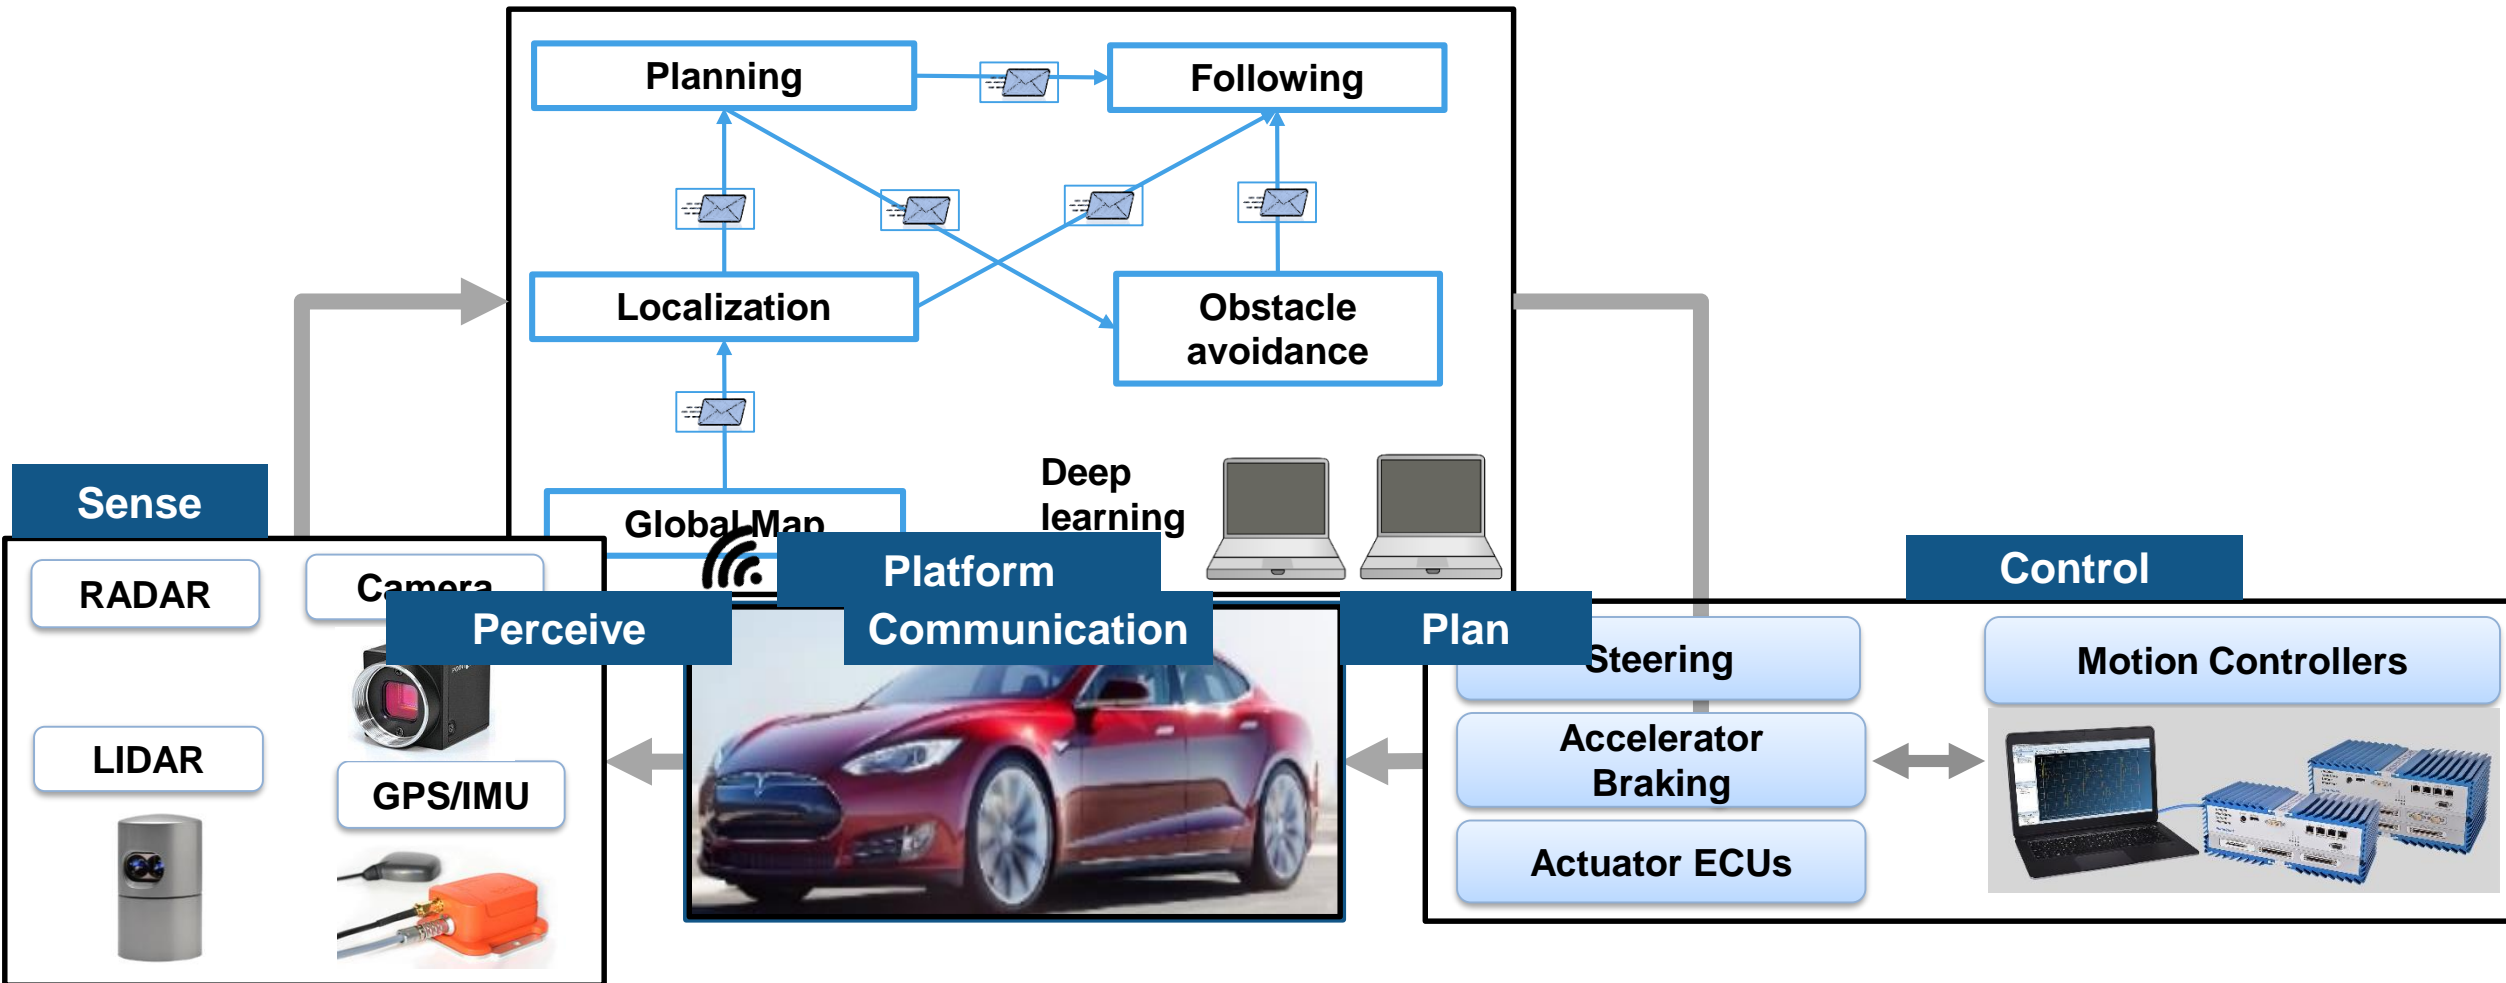 Planning
Following
Localization
Obstacle
avoidance
Deep
learning
Global Map
Sense
Platform
Control
RADAR
Camera
Perceive
Communication
Plan
Steering
Motion Controllers
LIDAR
GPS/IMU
Accelerator
Braking
Actuator ECUs